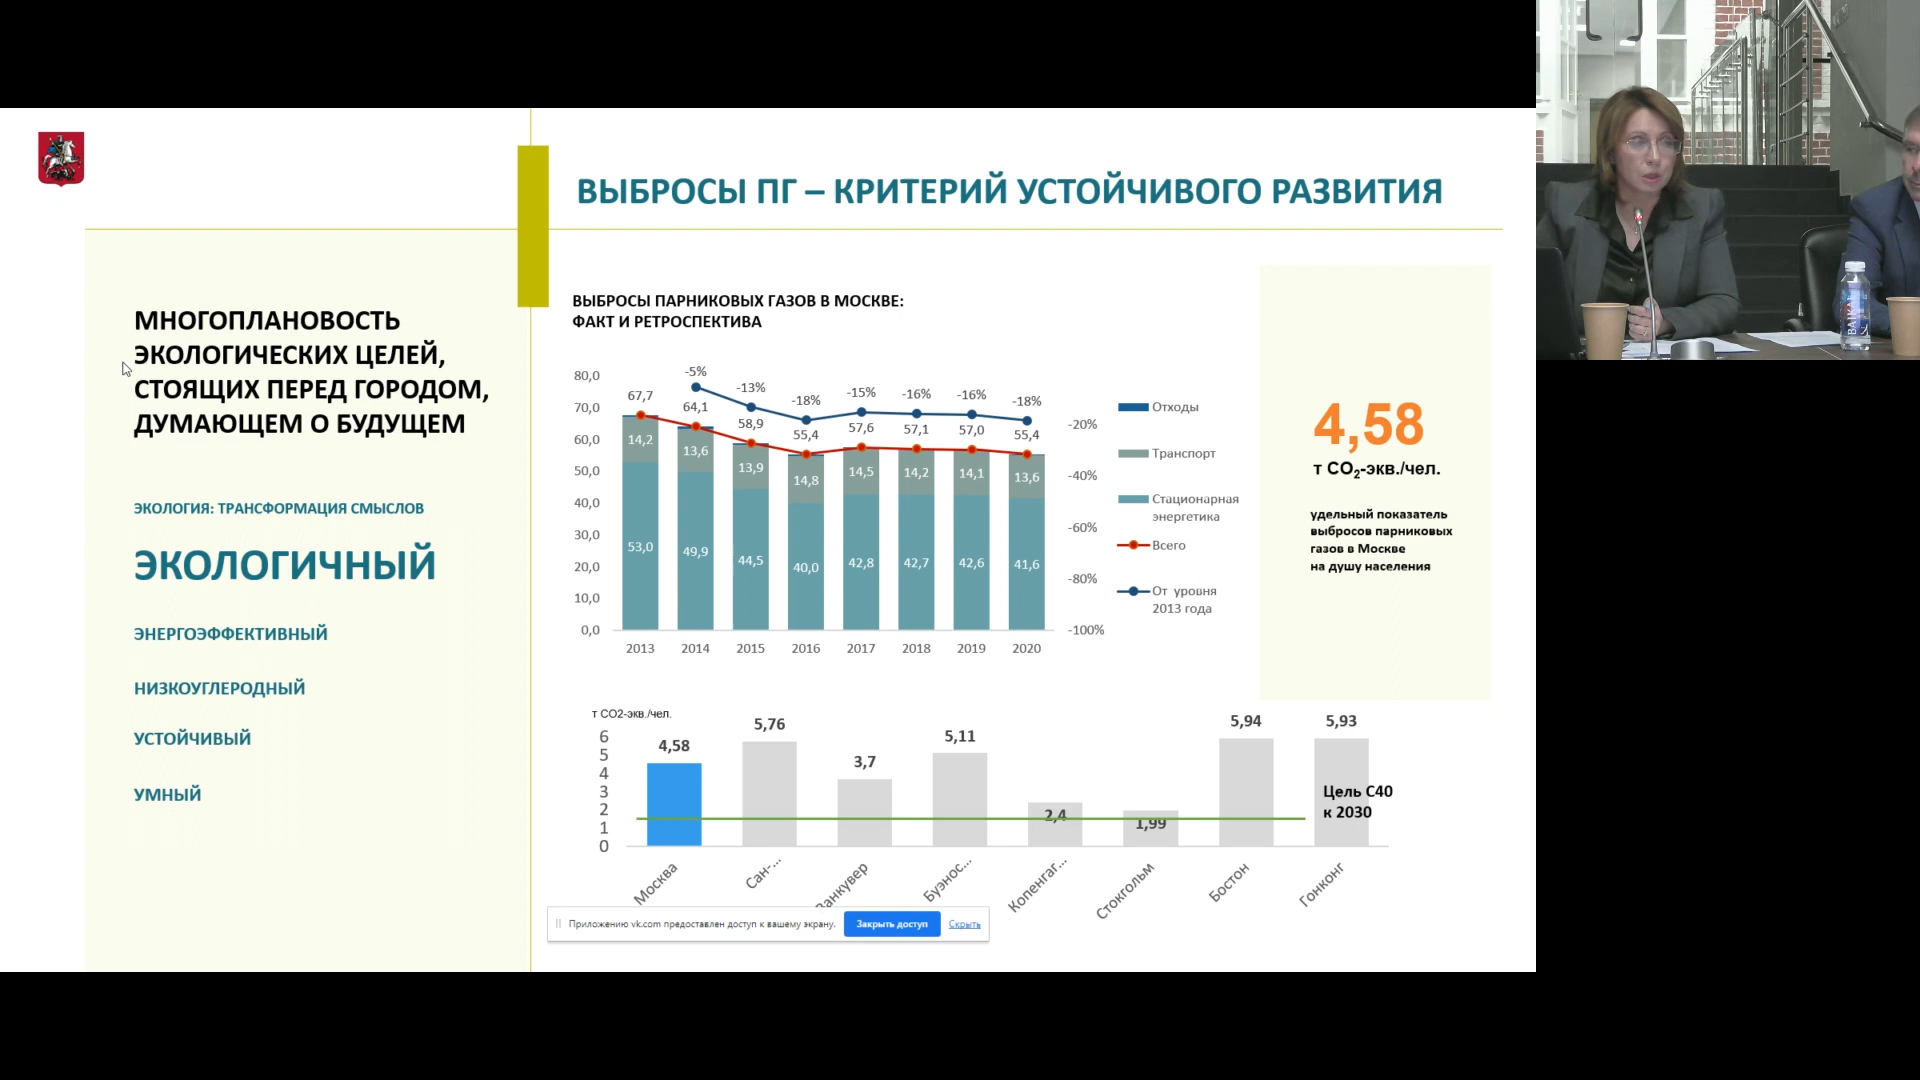 ВЫБРОСЫ ПГ – КРИТЕРИЙ УСТОЙЧИВОГО РАЗВИТИЯ
МНОГОПЛАНОВОСТЬ
ЭКОЛОГИЧЕСКИХ ЦЕЛЕЙ,
СТОЯЩИХ ПЕРЕД ГОРОДОМ,
ДУМАЮЩЕМ О БУДУЩЕМ
ЭКОЛОГИЯ: ТРАНСФОРМАЦИЯ СМЫСЛОВ
ЭКОЛОГИЧНЫЙ
ЭНЕРГОЭФФЕКТИВНЫЙ
НИЗКОУГЛЕРОДНЫЙ
УСТОЙЧИВЫЙ
УМНЫЙ
ВЫБРОСЫ ПАРНИКОВЫХ ГАЗОВ В МОСКВЕ:
ФАКТ И РЕТРОСПЕКТИВА
80,0
70,0
60,0
50,0
40,0
30,0
20,0
10,0
0,0
-5%
-13%
-18%
-15%
-16%
-16%
-18%
67,7
64,1
58,9
55,4
57,6
57,1
57,0
55,4
14,2
13,6
13,9
14,8
14,5
14,2
14,1
13,6
53,0
49,9
44,5
40,0
42,8
42,7
42,6
41,6
2013
2014
2015
2016
2017
2018
2019
2020
-20%
-40%
-60%
-80%
-100%
Отходы
Транспорт
Стационарная
энергетика
Всего
От уровня
2013 года
4,58
т CO2-экв./чел.
удельный показатель
выбросов парниковых
газов в Москве
на душу населения
т СО2-экв./чел.
6
5
4
3
2
1
0
4,58
5,76
3,7
5,11
2,4
1,99
5,94
5,93
Цель С40
к 2030
Москва
Сан-...
Ванкувер
Буэнос...
Копенгаг...
Стокгольм
Бостон
Гонконг
Приложению vk.com предоставлен доступ к вашему экрану.
Закрыть доступ
Скрыть
BAIKAL